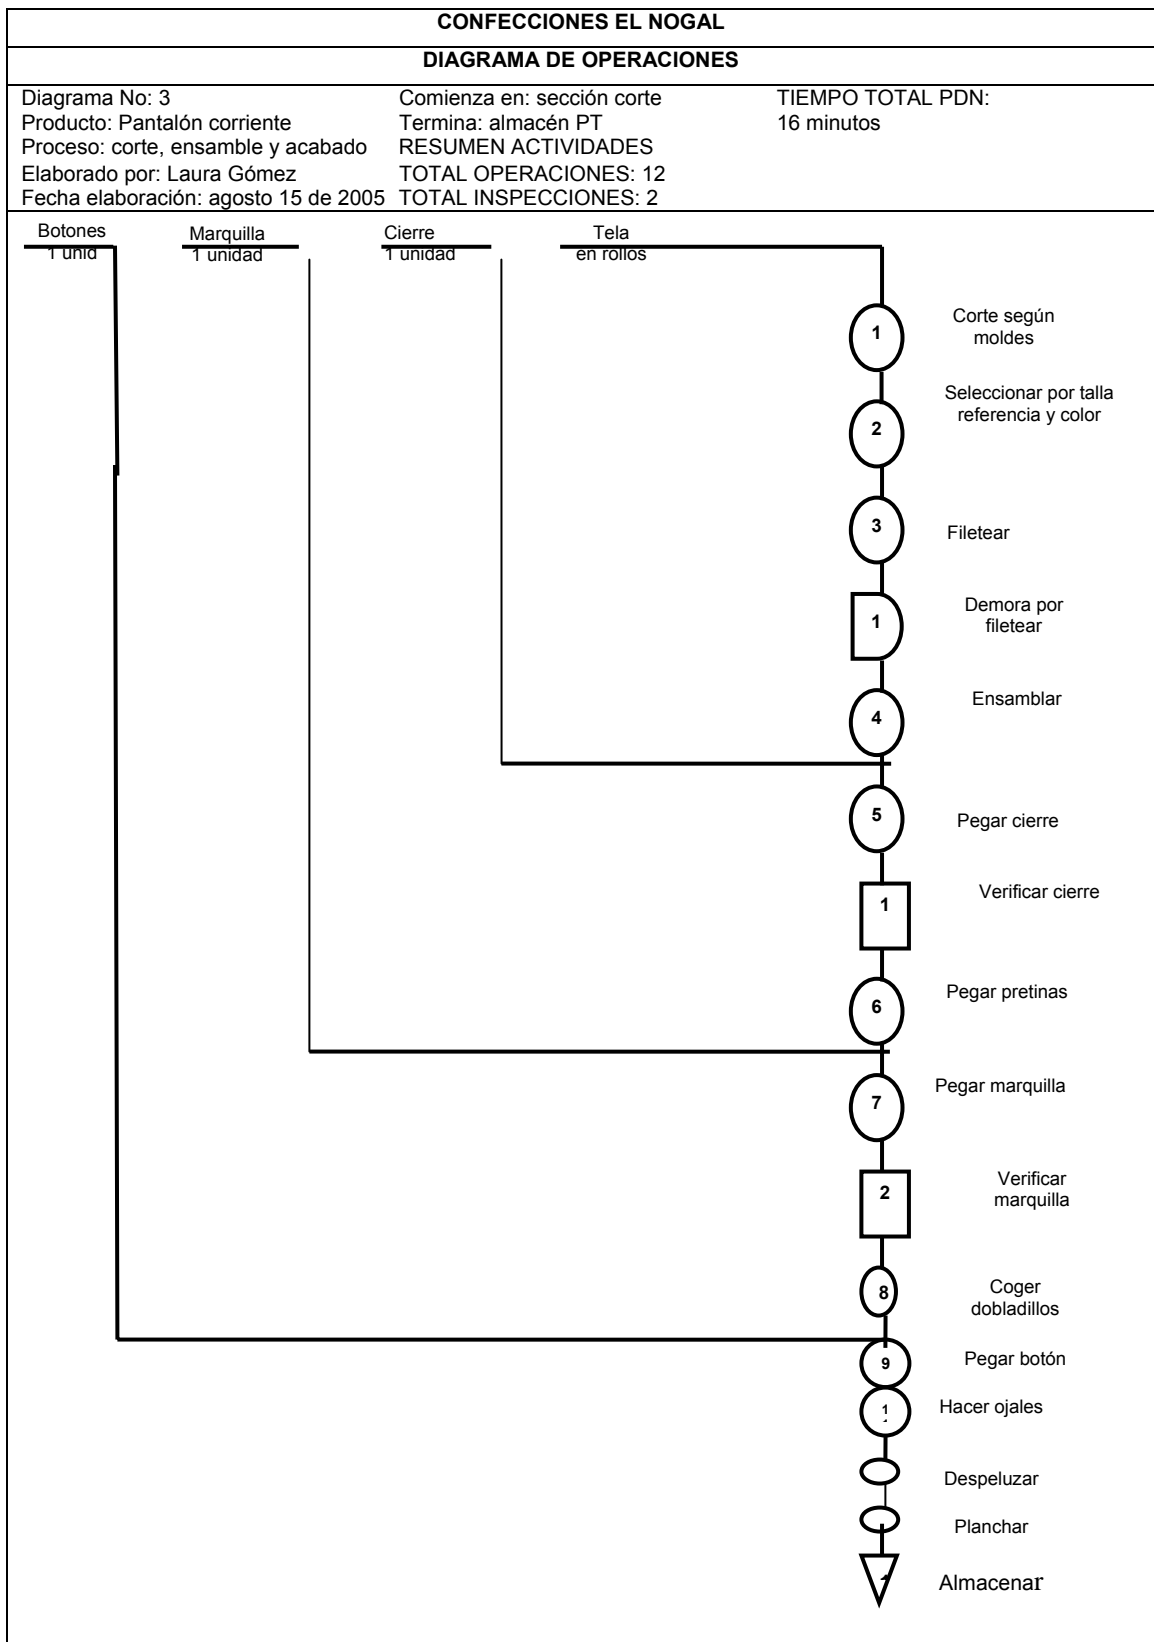 CONFECCIONES EL NOGAL
DIAGRAMA DE OPERACIONES
Diagrama No: 3
Producto: Pantalón corriente
Proceso: corte, ensamble y acabado
Elaborado por: Laura Gómez
Fecha elaboración: agosto 15 de 2005
Comienza en: sección corte
Termina: almacén PT
RESUMEN ACTIVIDADES
TOTAL OPERACIONES: 12
TOTAL INSPECCIONES: 2
TIEMPO TOTAL PDN:
16 minutos
Botones
1 unid
Marquilla
1 unidad
Cierre
1 unidad
Tela
en rollos
1
Corte según
moldes
2
Seleccionar por talla
referencia y color
3
Filetear
1
Demora por
filetear
4
Ensamblar
5
Pegar cierre
1
Verificar cierre
6
Pegar pretinas
7
Pegar marquilla
2
Verificar
marquilla
8
Coger
dobladillos
9
Pegar botón
Hacer ojales
Despeluzar
Planchar
Almacenar